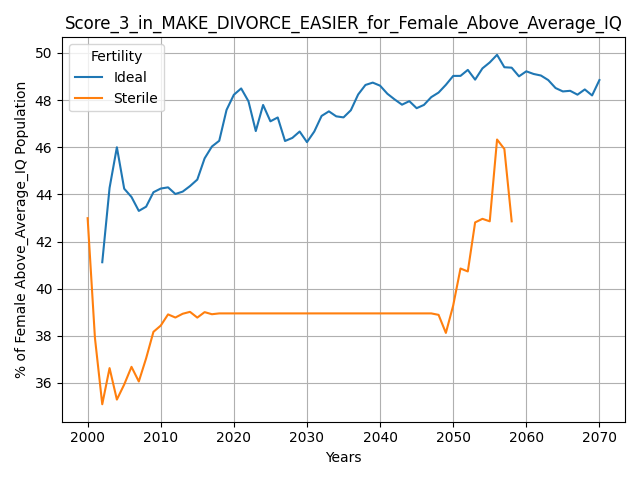 Score_3_in_MAKE_DIVORCE_EASIER_for_Female_Above_Average_IQ
Fertility
Ideal
Sterile
% of Female Above_Average_IQ Population
50
48
46
44
42
40
38
36
2000
2010
2020
2030
2040
2050
2060
2070
Years